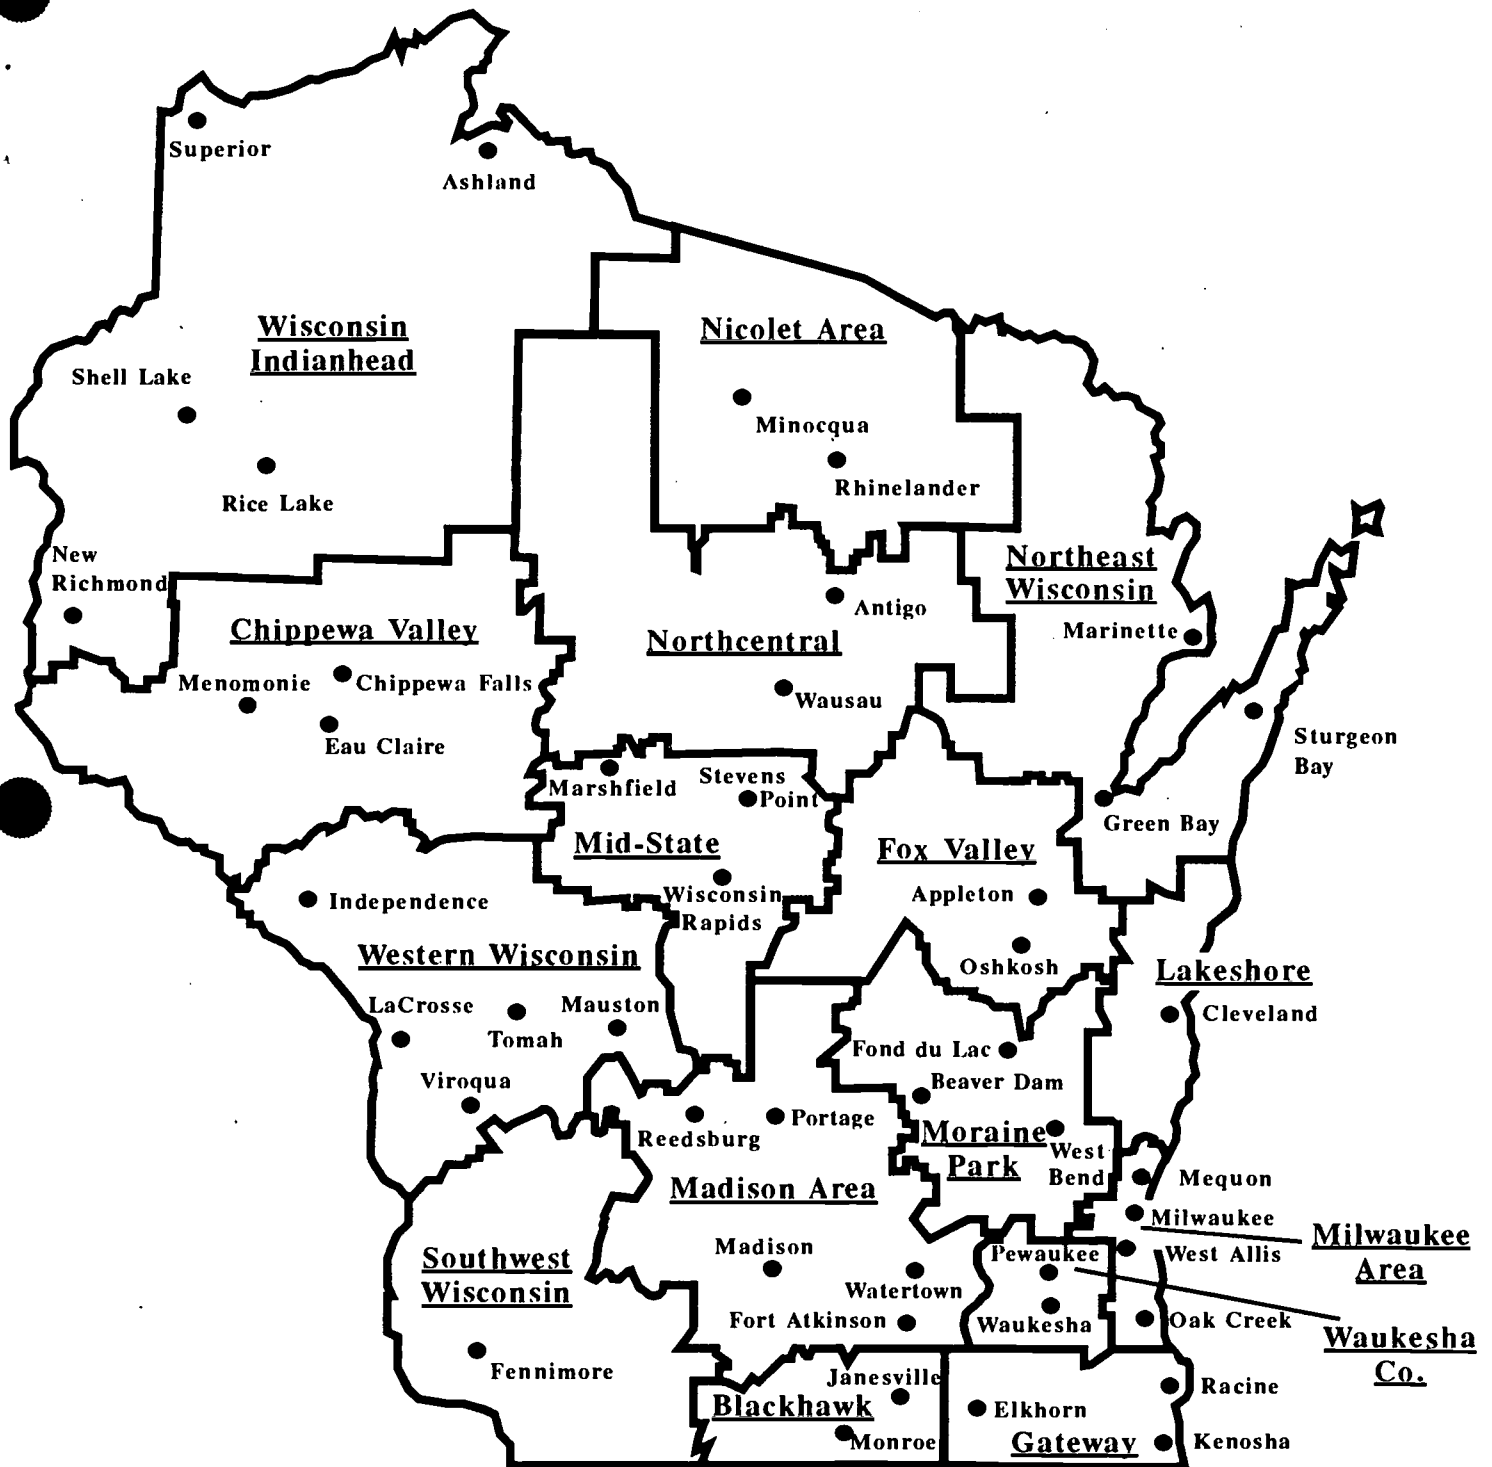 Superior
Ashland
Wisconsin
Indianhead
Nicolet Area
Shell Lake
Minocqua
Rhinelander
Rice Lake
New
Richmond
Northeast
Wisconsin
Antigo
Chippewa Valley
Northcentral
Marinette
Menomonie
Chippewa Falls
Wausau
Eau Claire
Sturgeon
Bay
Marshfield
Stevens
Point
Green Bay
Mid-State
Fox Valley
Wisconsin
Rapids
Appleton
Independence
Western Wisconsin
Oshkosh
Lakeshore
LaCrosse
Mauston
Cleveland
Tomah
Fond du Lac
Viroqua
Beaver Dam
Portage
Reedsburg
Moraine
Park
West
Bend
Mequon
Madison Area
Milwaukee
Milwaukee
Area
Southwest
Wisconsin
Madison
Pewaukee
West Allis
Watertown
Fort Atkinson
Waukesha
Oak Creek
Waukesha
Co.
Fennimore
Janesville
Racine
Blackhawk
Elkhorn
Monroe
Gateway
Kenosha